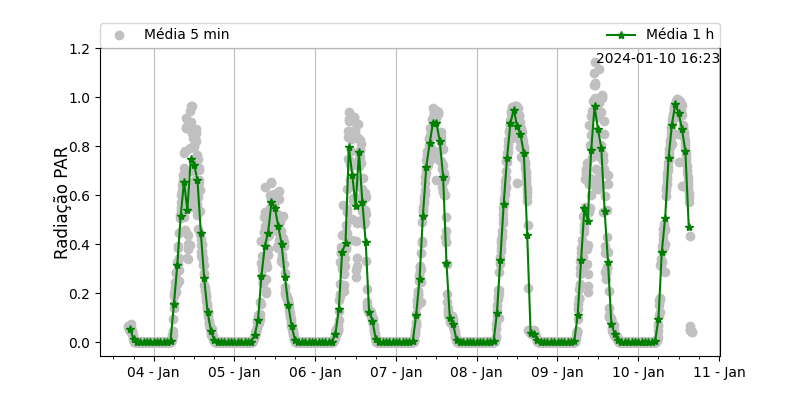 Média 5 min
Média 1 h
2024-01-10 16:23
Radiação PAR
1.2
1.0
0.8
0.6
0.4
0.2
0.0
04 - Jan
05 - Jan
06 - Jan
07 - Jan
08 - Jan
09 - Jan
10 - Jan
11 - Jan